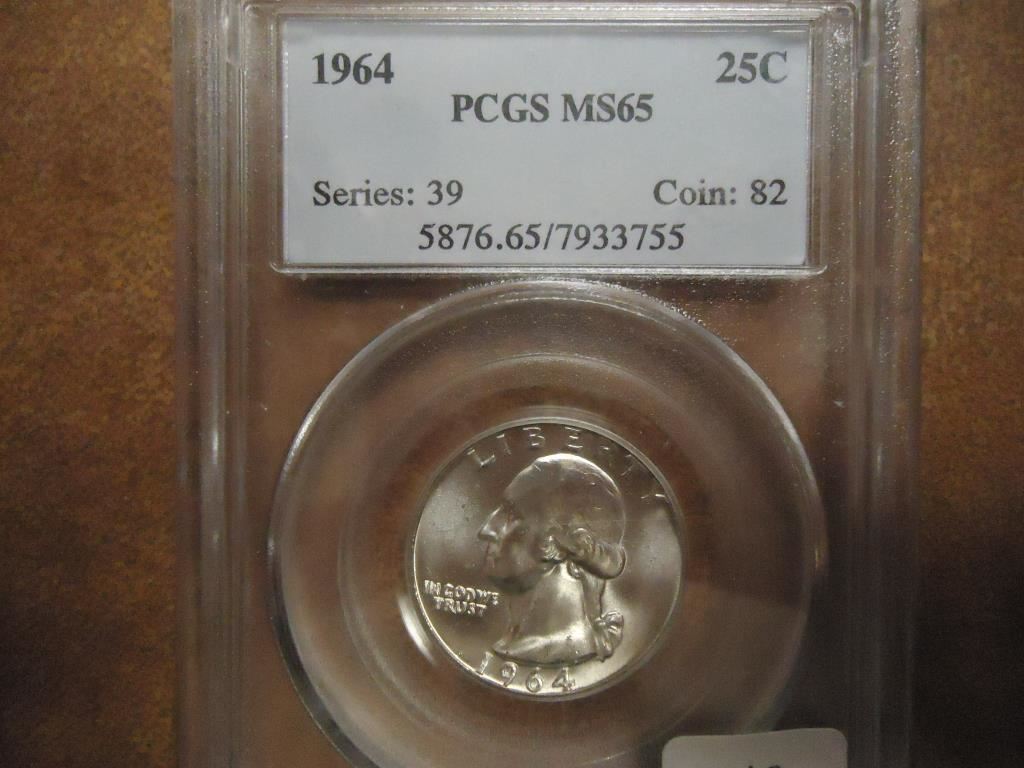 1964 25C
PCGS MS65
Series: 39 Coin: 82
5876.65/7933755
LIBERTY
IN GOD WE
TRUST
1964